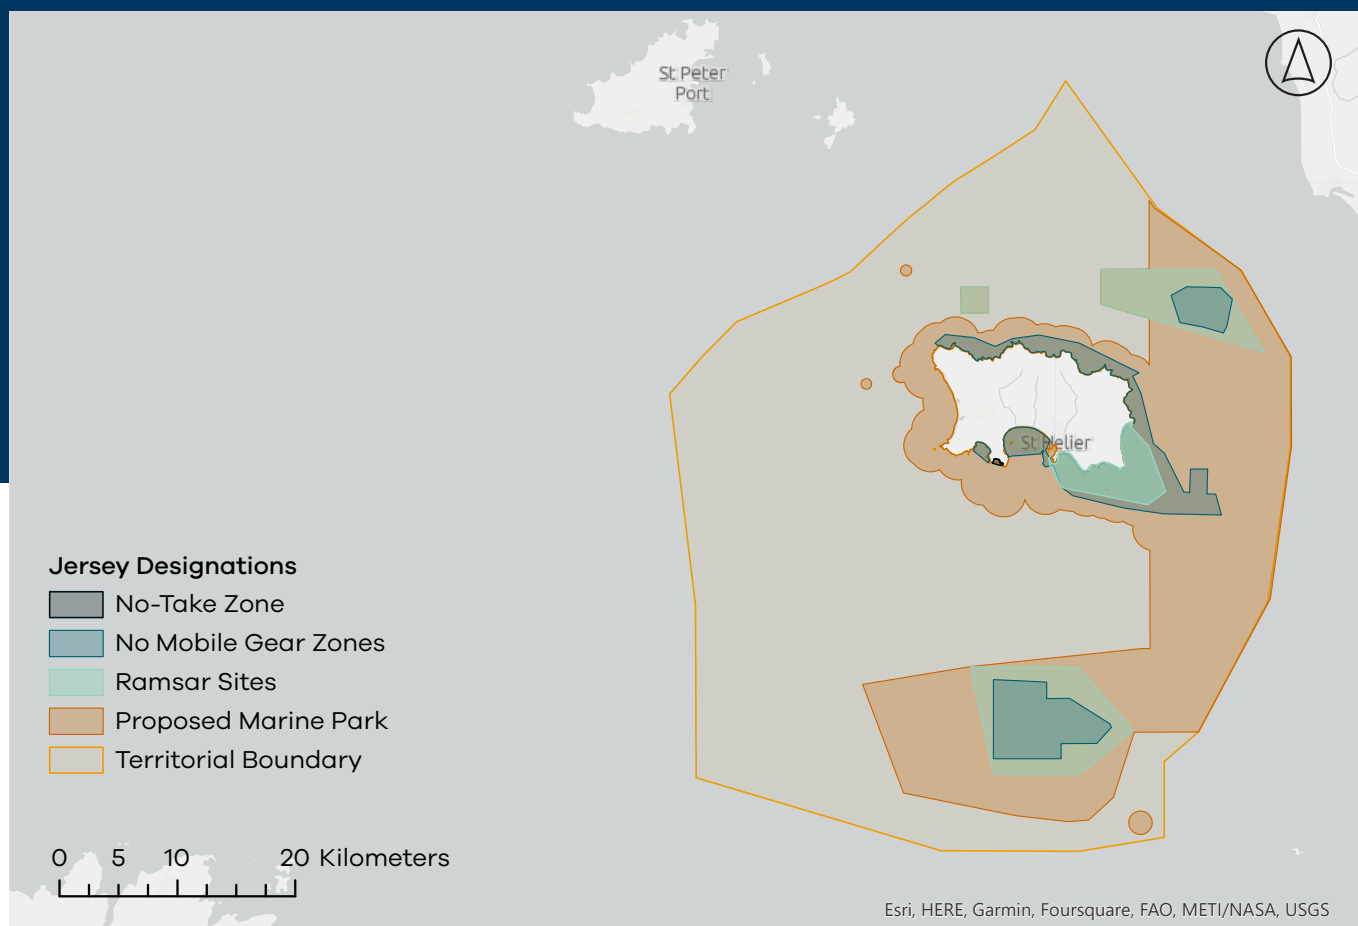 St Peter
Port
St Helier
Jersey Designations
No-Take Zone
No Mobile Gear Zones
Ramsar Sites
Proposed Marine Park
Territorial Boundary
0 5 10 20 Kilometers
Esri, HERE, Garmin, Foursquare, FAO, METI/NASA, USGS